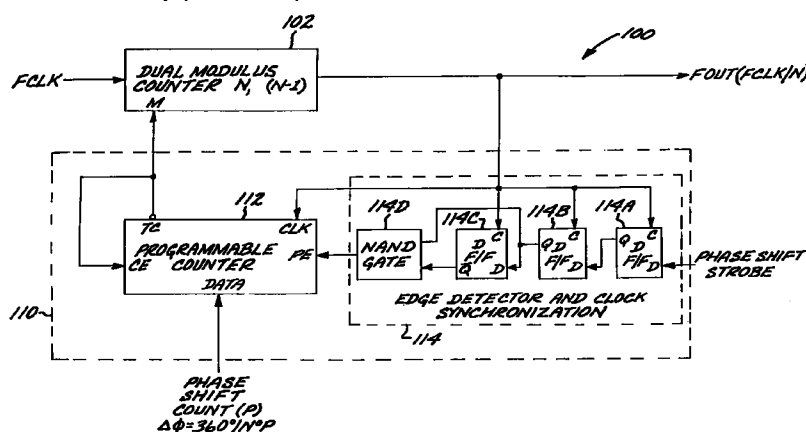 102
100
FCLK
DUAL MODULUS
COUNTER N, (N-1)
M
FOUT(FCLK/N)
112
TC
CLK
PROGRAMMABLE
COUNTER
CE
PE
DATA
114D
NAND
GATE
114C
D
C
F/F
Q̅
D
114B
Q
D
C
F/F
D
114A
Q
D
C
F/F
D
PHASE SHIFT
STROBE
EDGE DETECTOR AND CLOCK
SYNCHRONIZATION
110
114
PHASE
SHIFT
COUNT (P)
ΔΦ=360°/N°P